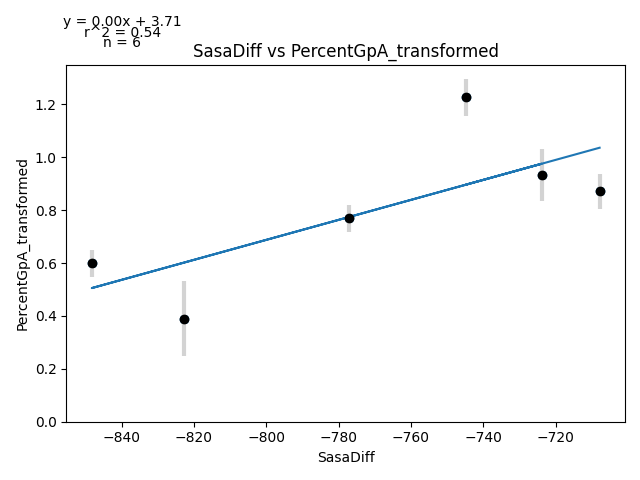 y = 0.00x + 3.71
r^2 = 0.54
n = 6
SasaDiff vs PercentGpA_transformed
PercentGpA_transformed
1.2
1.0
0.8
0.6
0.4
0.2
0.0
−840 −820 −800 −780 −760 −740 −720
SasaDiff